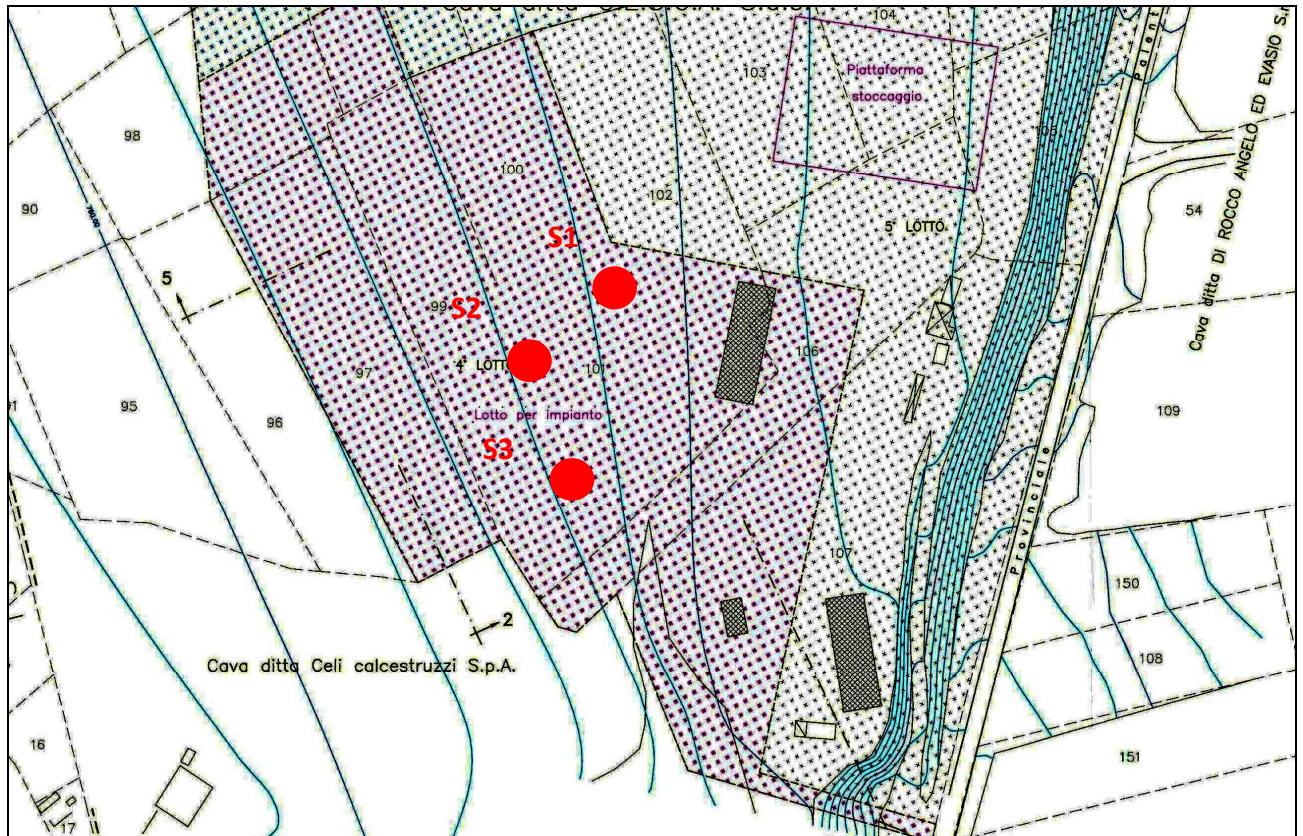 104
103
Piattaforma
stoccaggio
98
105
100
102
90
54
5° LOTTO
S1
5
760.00
99
S2
4° LOTTO
106
97
101
95
96
109
Lotto per impianto
S3
Provinciale
Cava ditta DI ROCCO ANGELO ED EVASIO S.n
107
150
2
108
Cava ditta Celi calcestruzzi S.p.A.
16
151
17